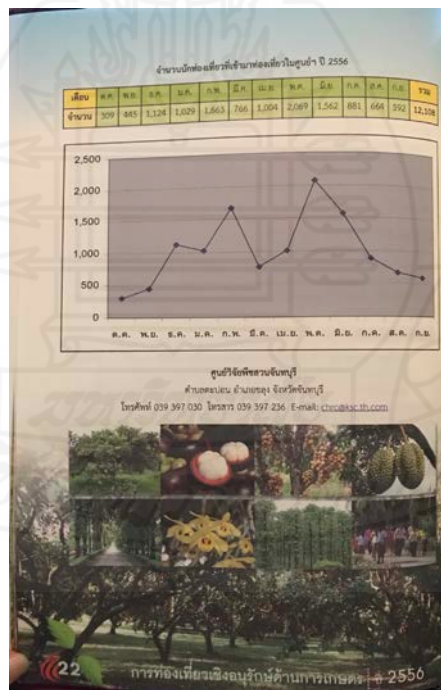 จำนวนนักท่องเที่ยวที่เข้ามาท่องเที่ยวในศูนย์ฯ ปี 2556
เดือน ต.ค. พ.ย. ธ.ค. ม.ค. ก.พ. มี.ค. เม.ย. พ.ค. มิ.ย. ก.ค. ส.ค. ก.ย. รวม
จำนวน 309 445 1,124 1,029 1,663 766 1,004 2,069 1,562 881 664 592 12,108
2,500
2,000
1,500
1,000
500
0
ต.ค. พ.ย. ธ.ค. ม.ค. ก.พ. มี.ค. เม.ย. พ.ค. มิ.ย. ก.ค. ส.ค. ก.ย.
ศูนย์วิจัยพืชสวนจันทบุรี
ตำบลตะปอน อำเภอขลุง จังหวัดจันทบุรี
โทรศัพท์ 039 397 030 โทรสาร 039 397 236 E-mail: chrc@ksc.th.com
22 การท่องเที่ยวเชิงอนุรักษ์ด้านการเกษตร ปี 2556